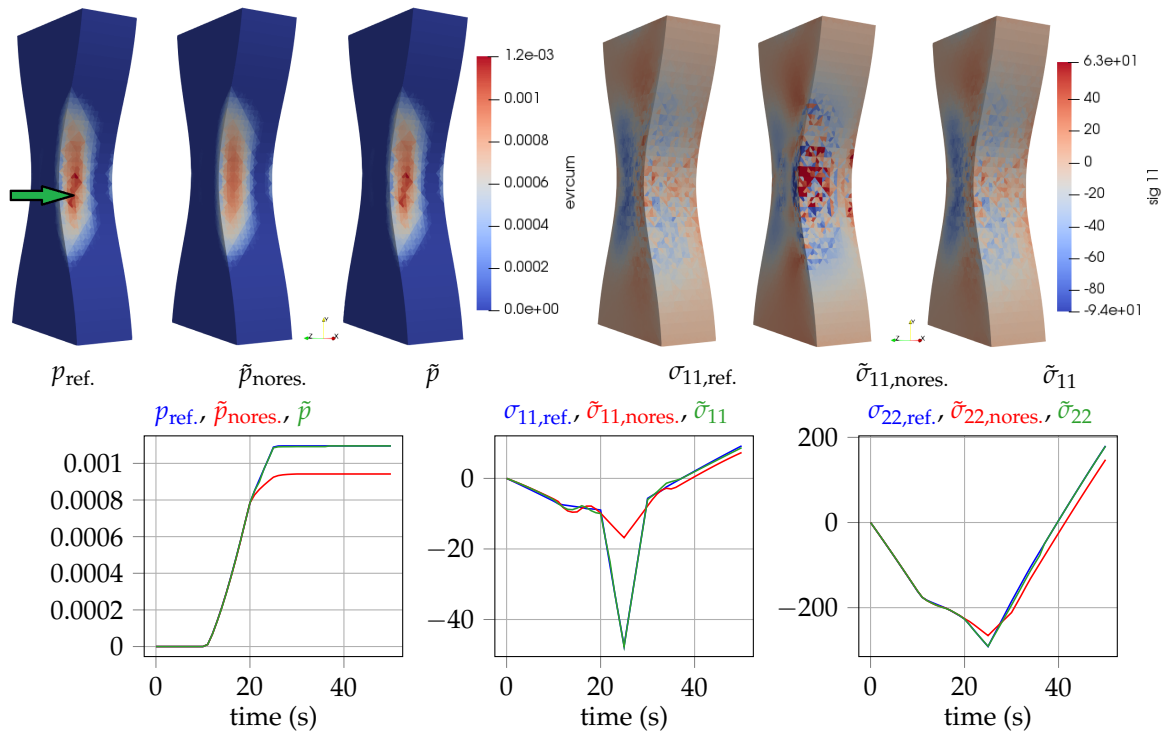 1.2e-03
0.001
0.0008
0.0006
0.0004
0.0002
0.0e+00
evrcum
6.3e+01
40
20
0
-20
-40
-60
-80
-9.4e+01
sig 11
Z Y X
Z Y X
p_ref.
p̃_nores.
p̃
σ_11,ref.
σ̃_11,nores.
σ̃_11
p_ref., p̃_nores., p̃
0.001
0.0008
0.0006
0.0004
0.0002
0
0 20 40
time (s)
σ_11,ref., σ̃_11,nores., σ̃_11
0
−20
−40
0 20 40
time (s)
σ_22,ref., σ̃_22,nores., σ̃_22
200
0
−200
0 20 40
time (s)